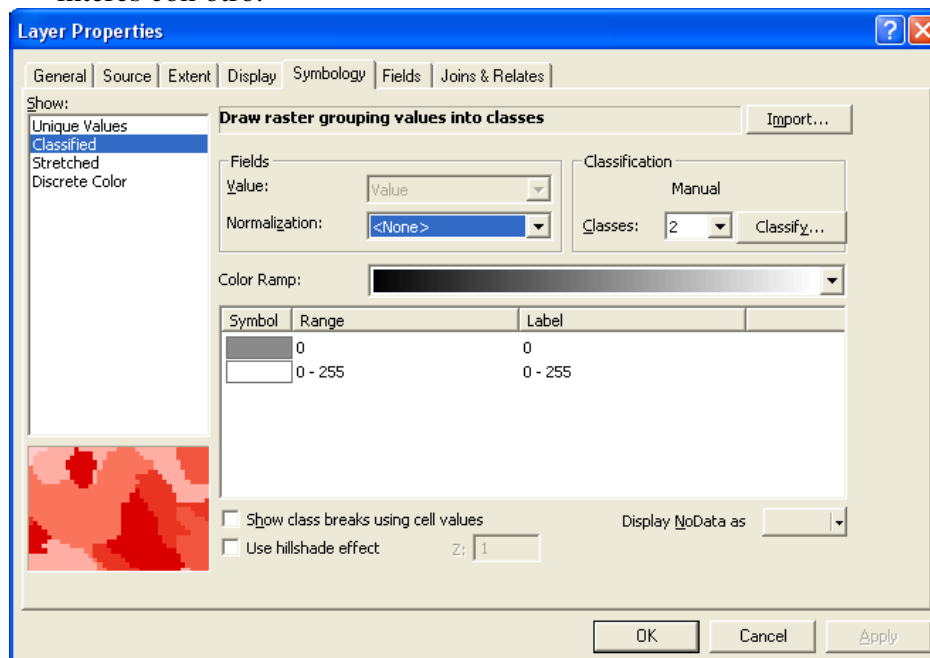 interés con otro.
Layer Properties
General Source Extent Display Symbology Fields Joins & Relates
Show:
Unique Values
Classified
Stretched
Discrete Color
Draw raster grouping values into classes
Import...
Fields
Value: Value
Normalization: <None>
Classification
Manual
Classes: 2 Classify...
Color Ramp:
Symbol Range Label
0 0
0 - 255 0 - 255
Show class breaks using cell values
Display NoData as
Use hillshade effect Z: 1
OK Cancel Apply